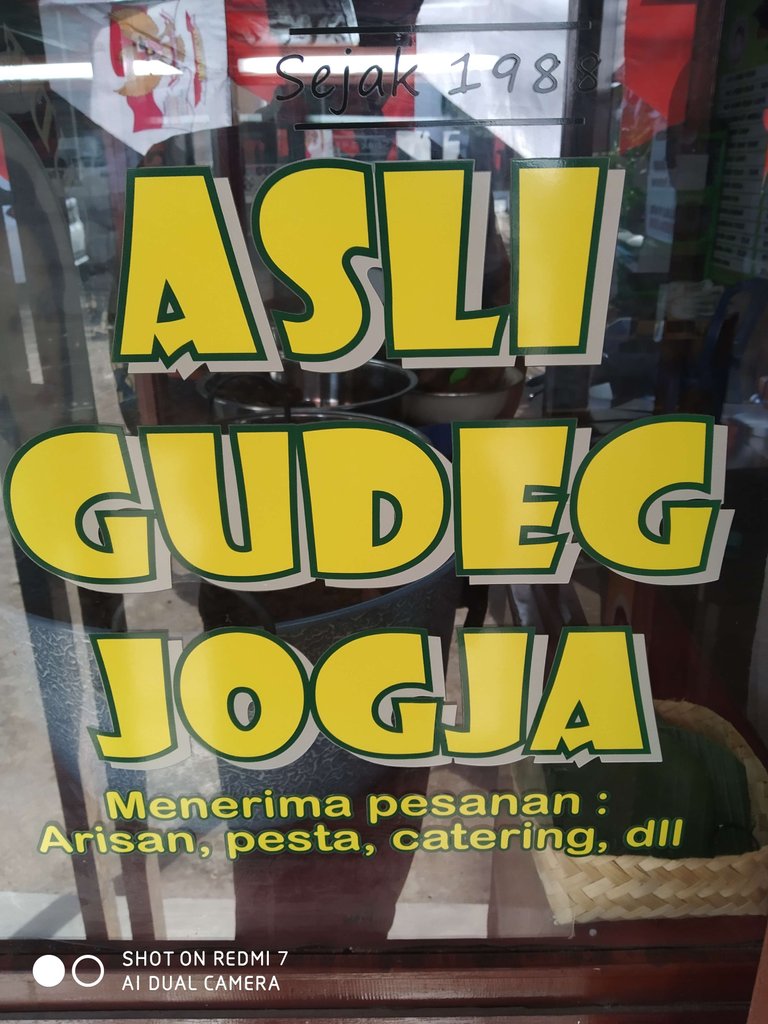 Sejak 1988
ASLI
GUDEG
JOGJA
Menerima pesanan :
Arisan, pesta, catering, dll
SHOT ON REDMI 7
AI DUAL CAMERA